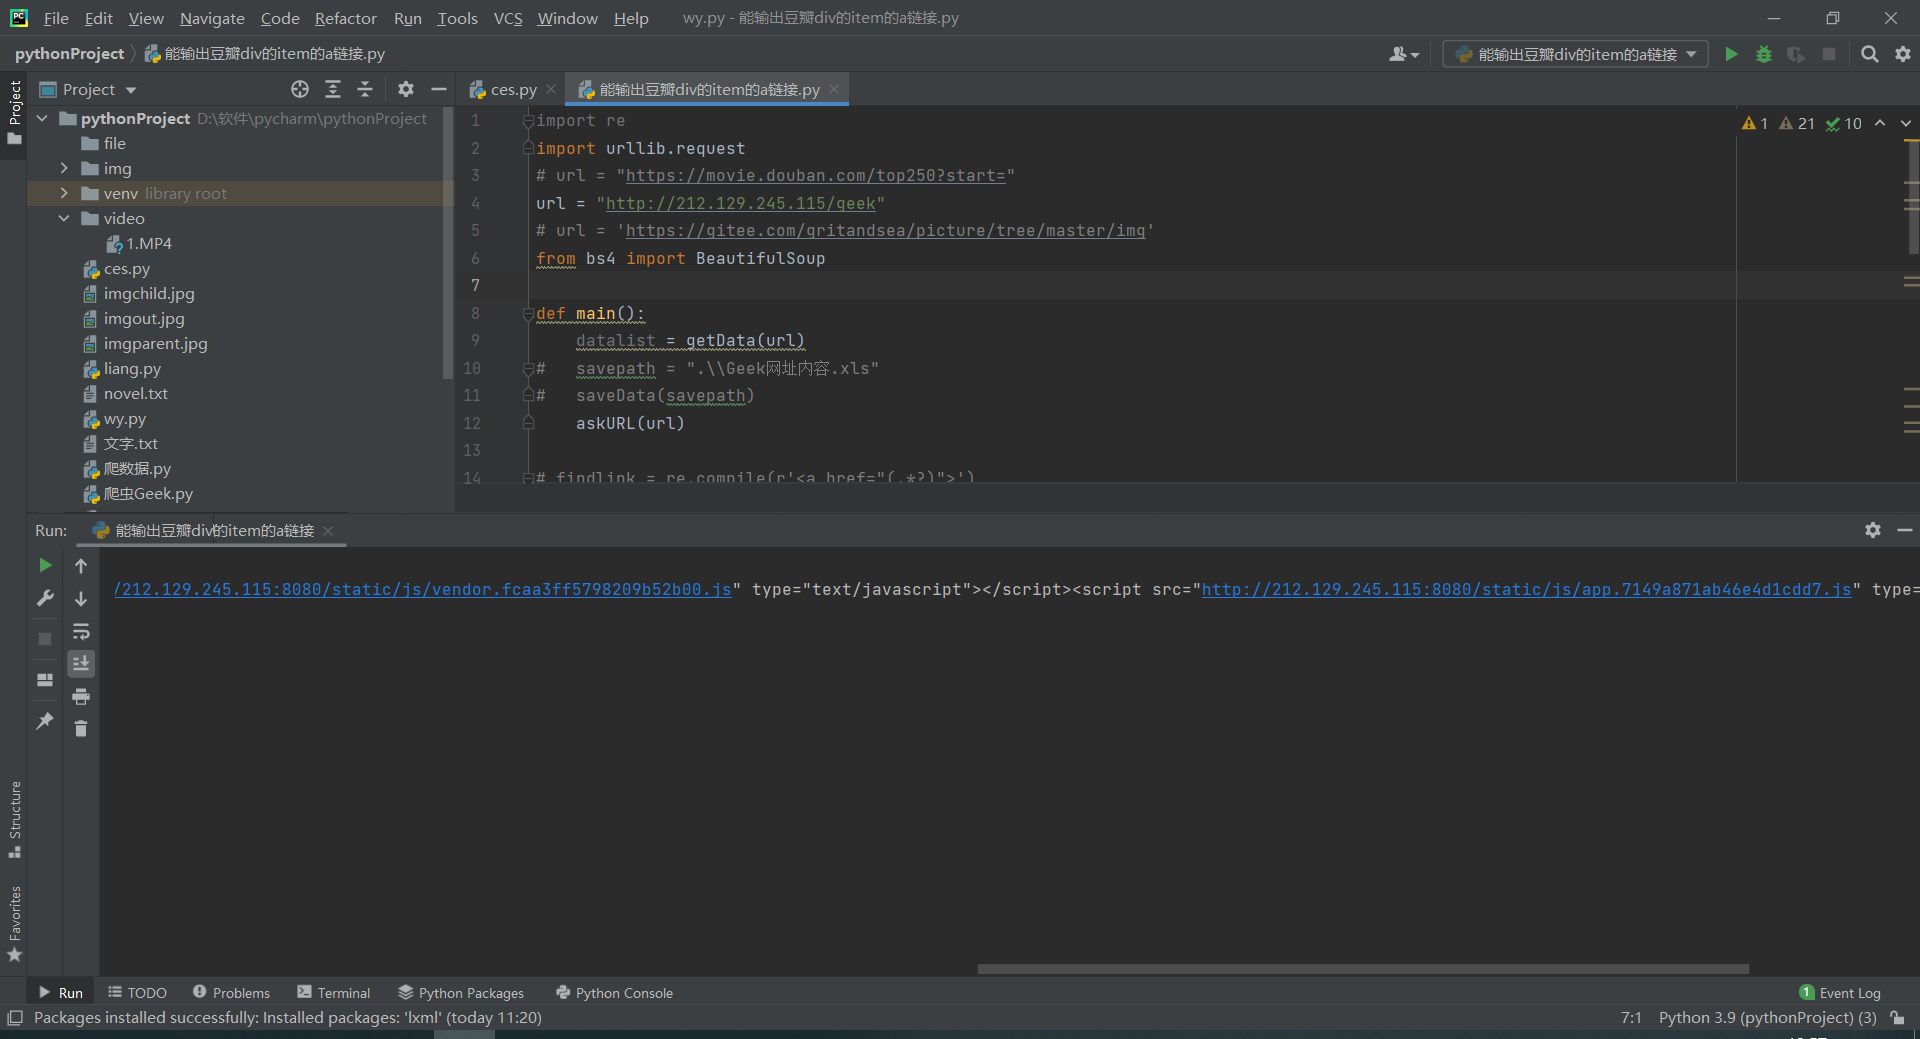 File Edit View Navigate Code Refactor Run Tools VCS Window Help wy.py - 能输出豆瓣div的item的a链接.py
pythonProject 能输出豆瓣div的item的a链接.py
能输出豆瓣div的item的a链接
Project
Project
ces.py
能输出豆瓣div的item的a链接.py
pythonProject D:\软件\pycharm\pythonProject
file
img
venv library root
video
1.MP4
ces.py
imgchild.jpg
imgout.jpg
imgparent.jpg
liang.py
novel.txt
wy.py
文字.txt
爬数据.py
爬虫Geek.py
1 import re
2 import urllib.request
3 # url = "https://movie.douban.com/top250?start="
4 url = "http://212.129.245.115/geek"
5 # url = 'https://gitee.com/gritandsea/picture/tree/master/img'
6 from bs4 import BeautifulSoup
7
8 def main():
9 datalist = getData(url)
10 # savepath = ".\\Geek网址内容.xls"
11 # saveData(savepath)
12 askURL(url)
13
14 # findlink = re.compile(r'<a href="(.*?)">')
1 21 10
Run: 能输出豆瓣div的item的a链接
/212.129.245.115:8080/static/js/vendor.fcaa3ff5798209b52b00.js" type="text/javascript"></script><script src="http://212.129.245.115:8080/static/js/app.7149a871ab46e4d1cdd7.js" type=
Structure
Favorites
Run TODO Problems Terminal Python Packages Python Console 1 Event Log
Packages installed successfully: Installed packages: 'lxml' (today 11:20) 7:1 Python 3.9 (pythonProject) (3)